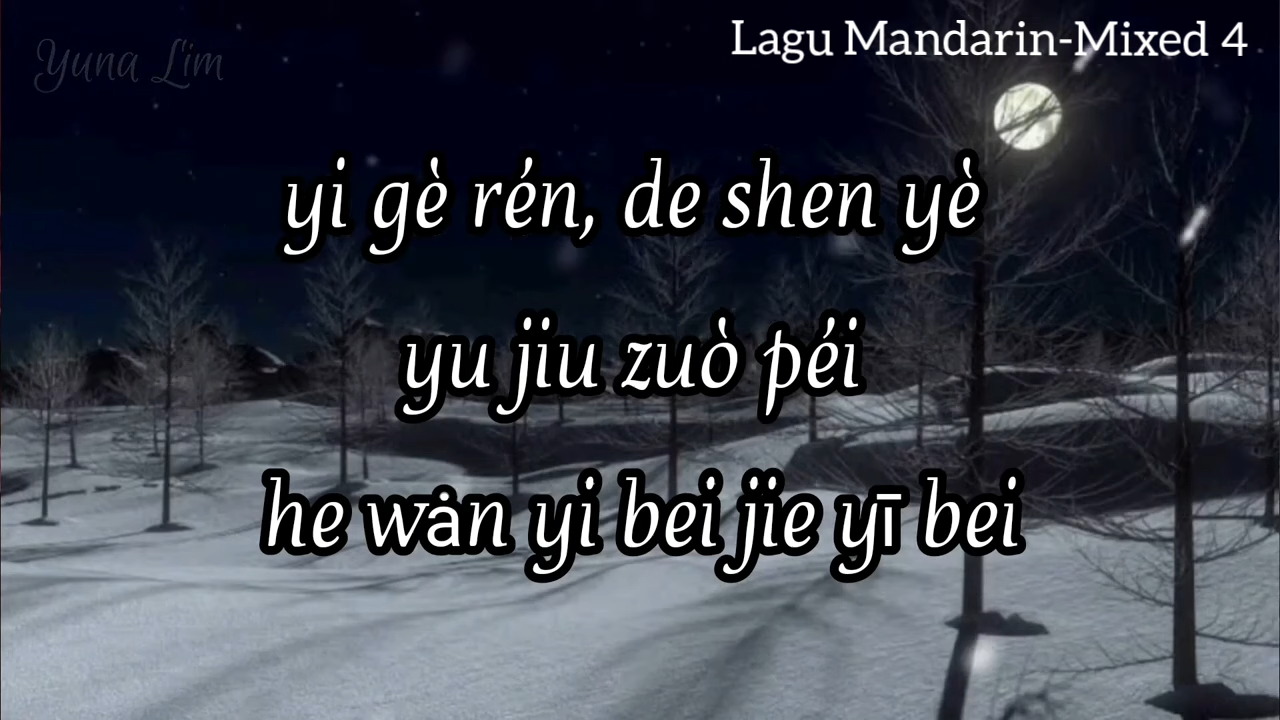 Yuna Lim
Lagu Mandarin-Mixed 4
yi gè rén, de shen yè
yu jiu zuò péi
he wȧn yi bei jie yī bei